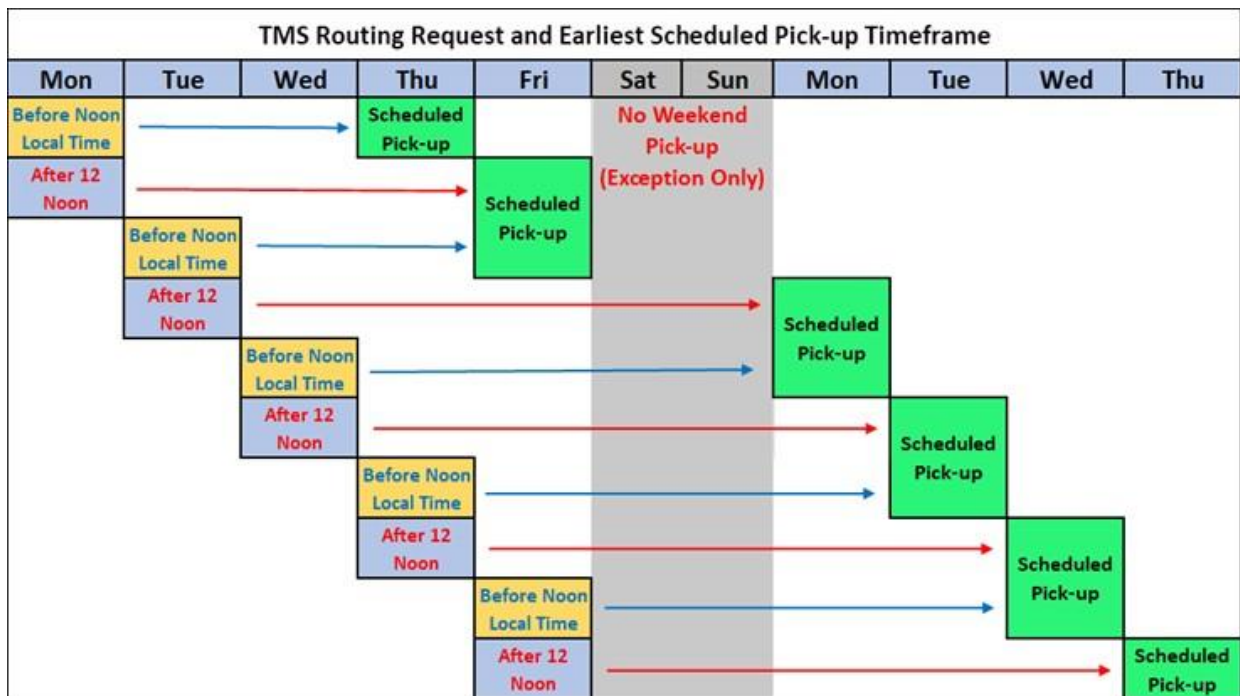 TMS Routing Request and Earliest Scheduled Pick-up Timeframe
Mon Tue Wed Thu Fri Sat Sun Mon Tue Wed Thu
Before Noon
Local Time
Scheduled
Pick-up
No Weekend
Pick-up
(Exception Only)
After 12
Noon
Scheduled
Pick-up
Before Noon
Local Time
After 12
Noon
Scheduled
Pick-up
Before Noon
Local Time
After 12
Noon
Scheduled
Pick-up
Before Noon
Local Time
After 12
Noon
Scheduled
Pick-up
Before Noon
Local Time
After 12
Noon
Scheduled
Pick-up